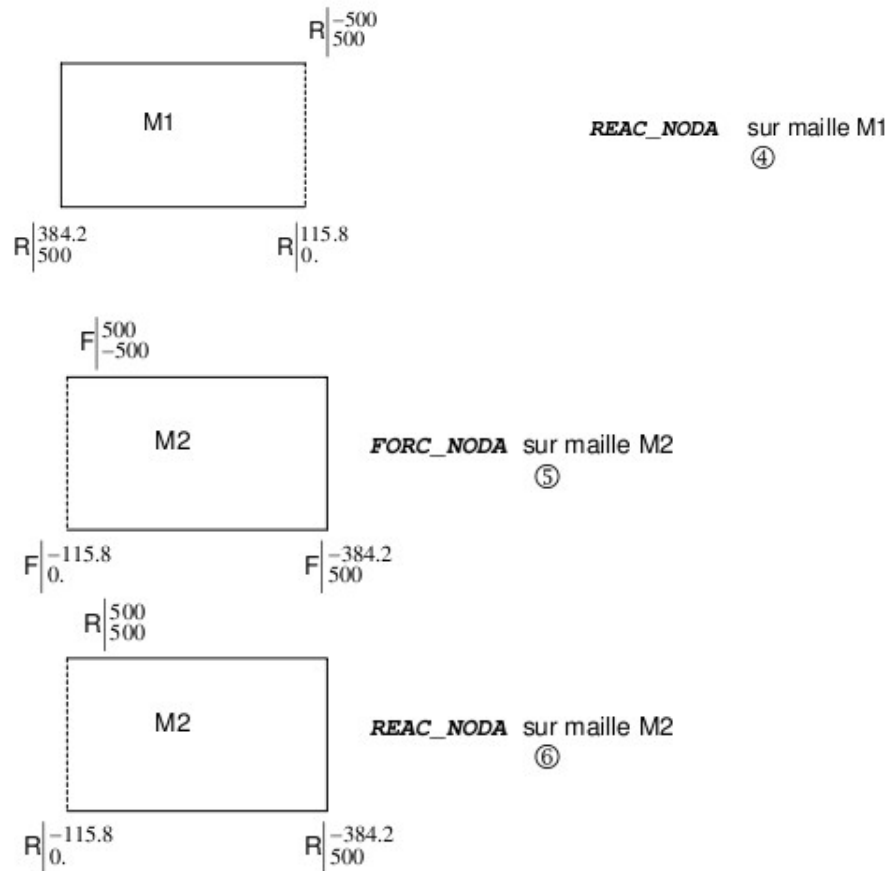 R|−500
500
M1
REAC_NODA sur maille M1
④
R|384.2
500
R|115.8
0.
F|500
−500
M2
FORC_NODA sur maille M2
⑤
F|−115.8
0.
F|−384.2
500
R|500
500
M2
REAC_NODA sur maille M2
⑥
R|−115.8
0.
R|−384.2
500